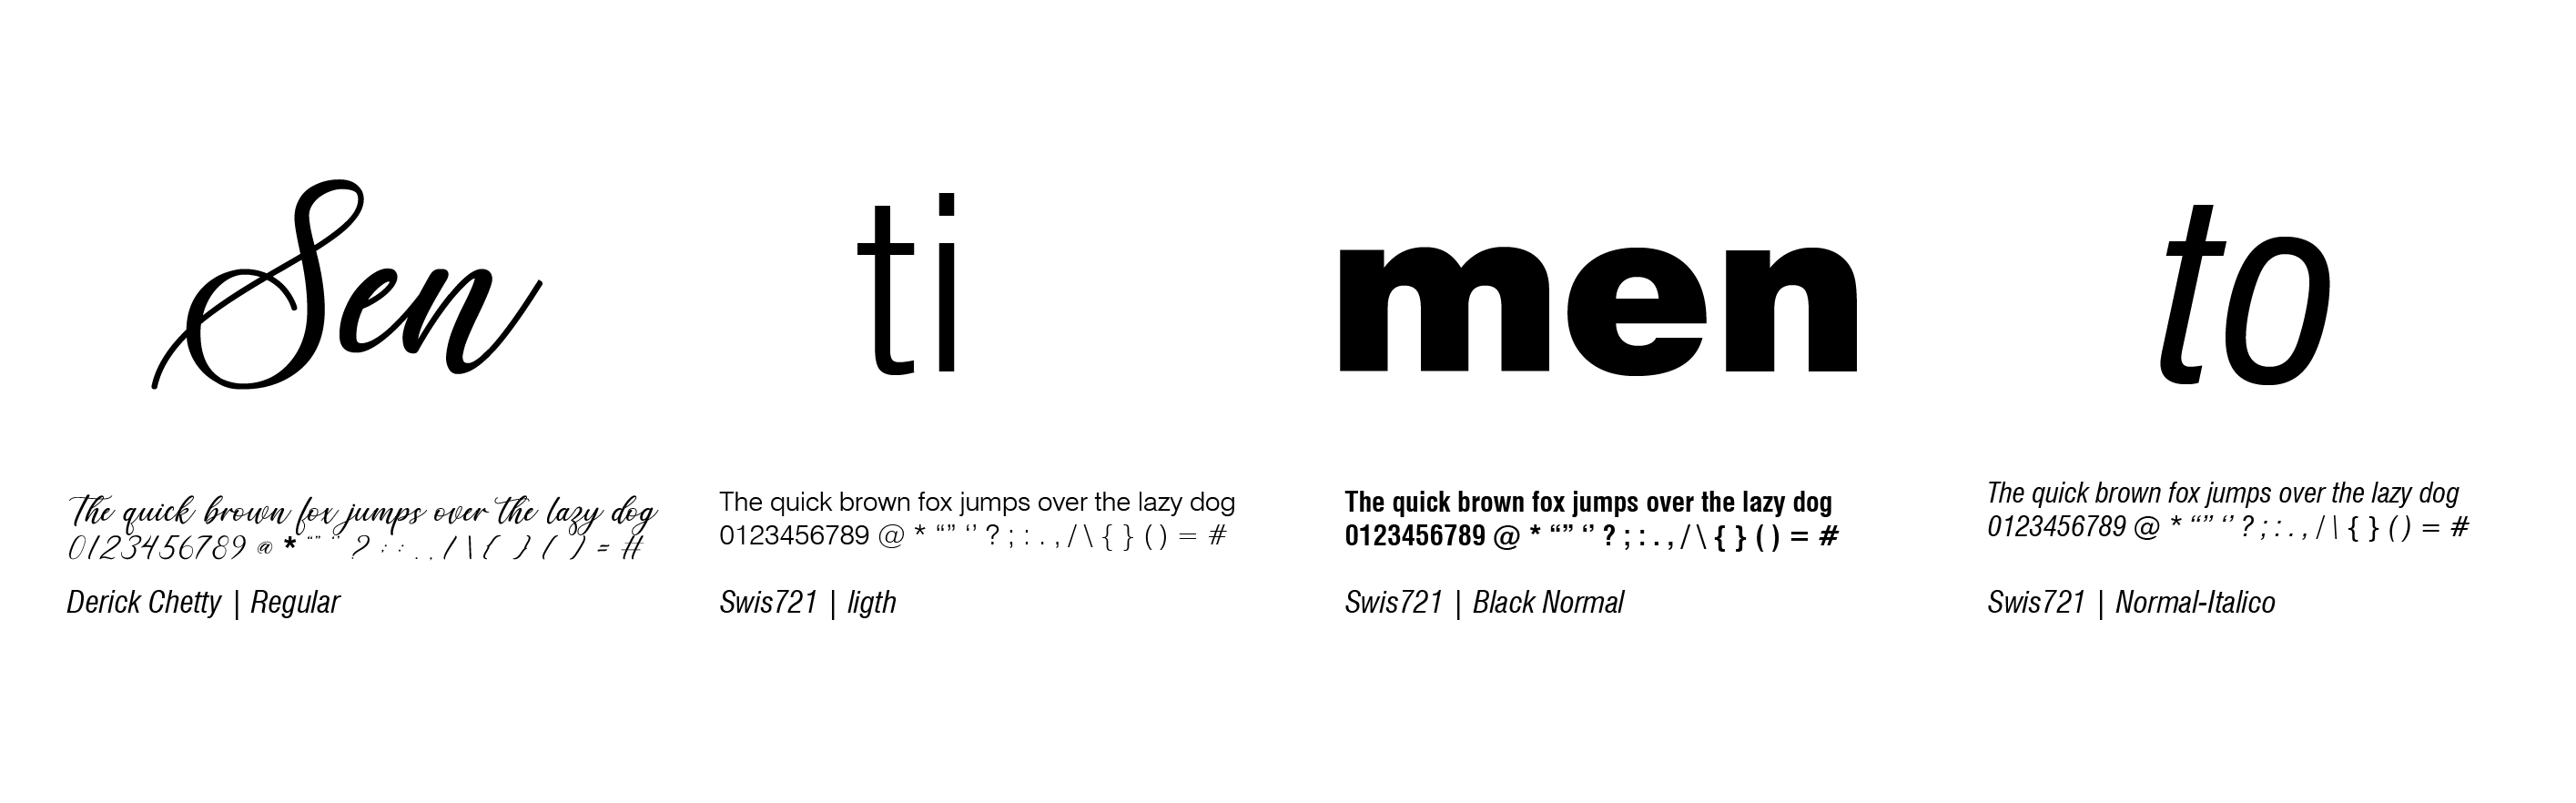 Sen
ti
men
to
The quick brown fox jumps over the lazy dog
0123456789 @ * “” ‘’ ? ; : . , / \ { } ( ) = #
Derick Chetty | Regular
The quick brown fox jumps over the lazy dog
0123456789 @ * “” ‘’ ? ; : . , / \ { } ( ) = #
Swis721 | ligth
The quick brown fox jumps over the lazy dog
0123456789 @ * “” ‘’ ? ; : . , / \ { } ( ) = #
Swis721 | Black Normal
The quick brown fox jumps over the lazy dog
0123456789 @ * “” ‘’ ? ; : . , / \ { } ( ) = #
Swis721 | Normal-Italico